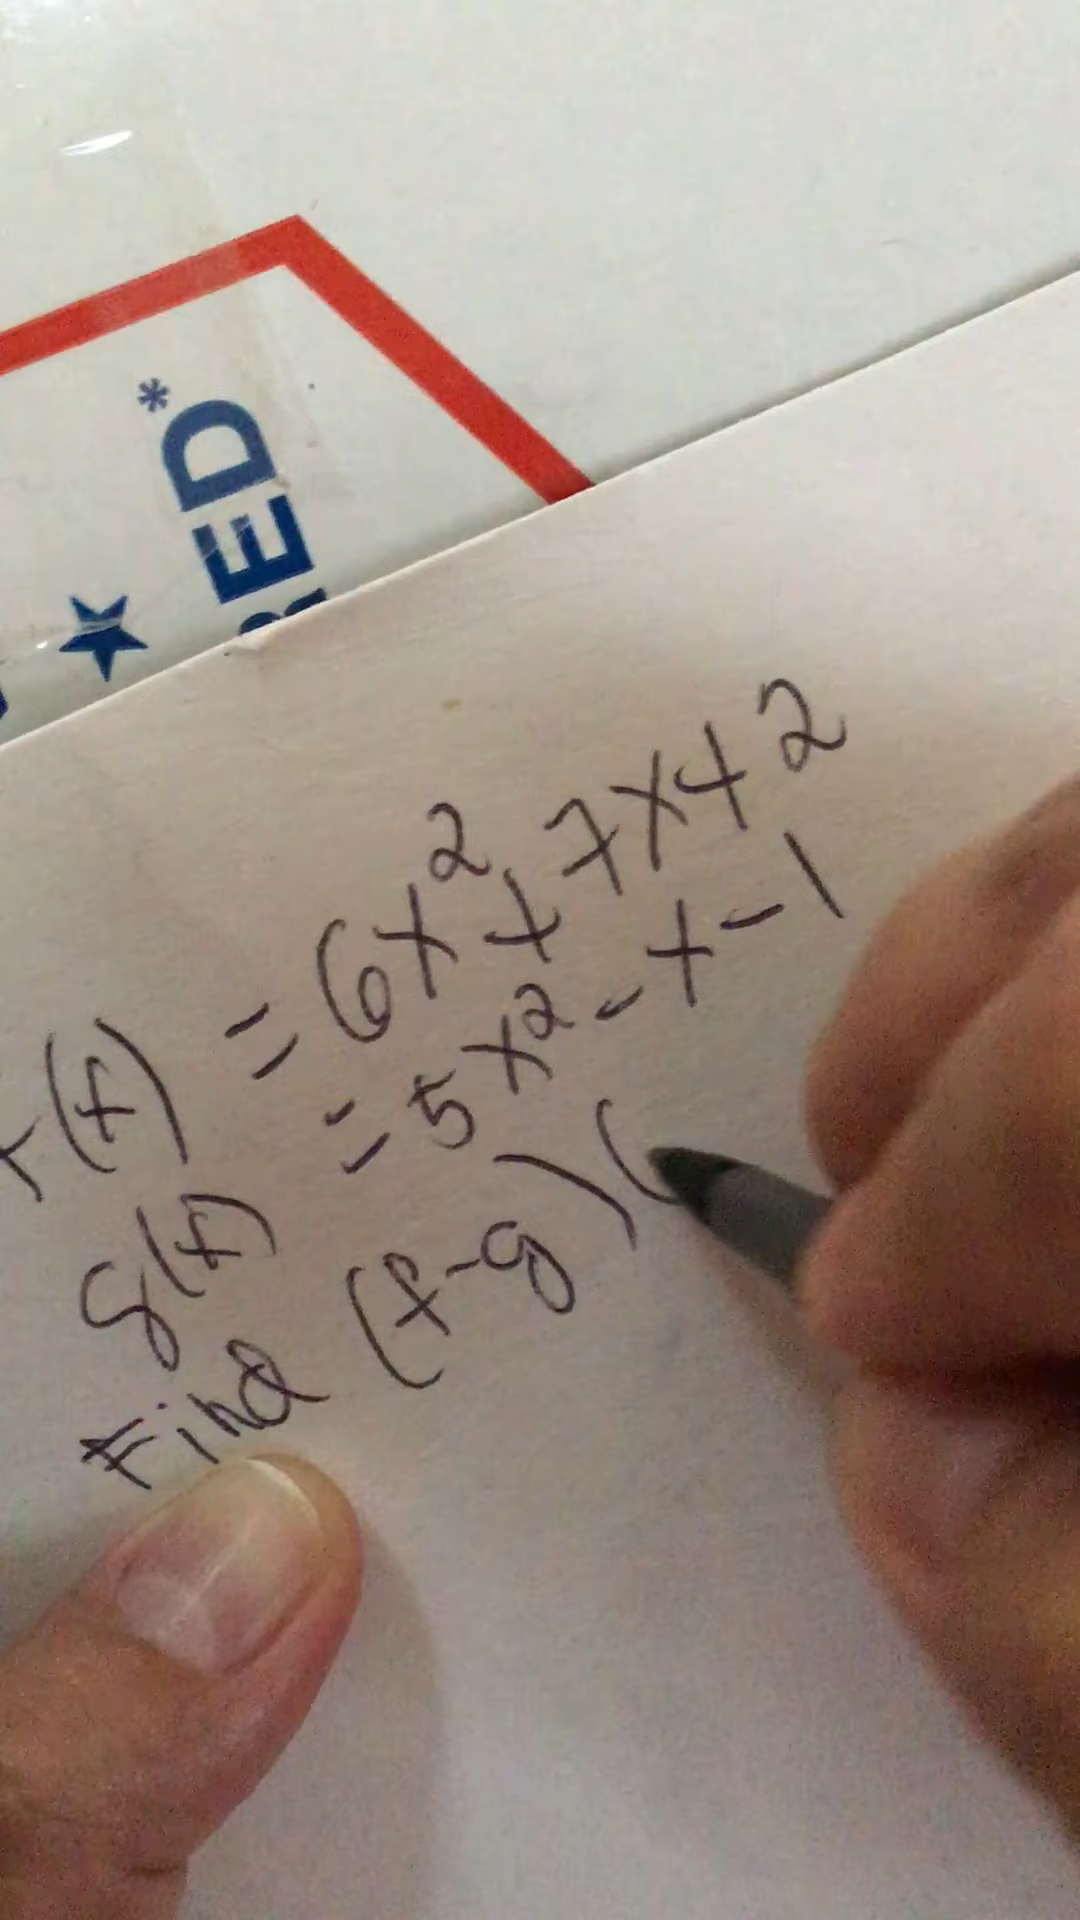 ED*
f(x) = 6x² + 7x + 2
g(x) = 5x² - x - 1
Find (f-g)(